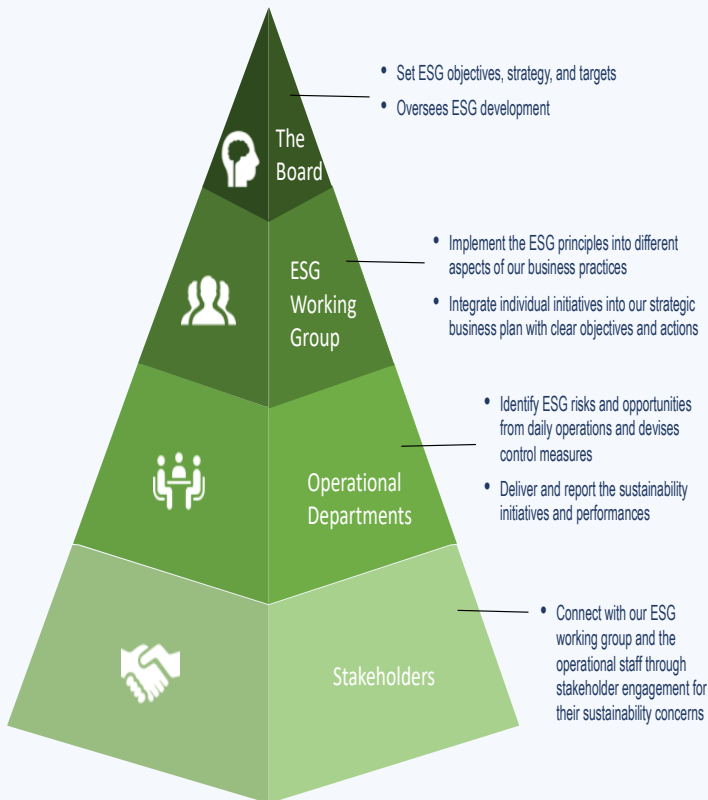 • Set ESG objectives, strategy, and targets
• Oversees ESG development
The
Board
• Implement the ESG principles into different
aspects of our business practices
• Integrate individual initiatives into our strategic
business plan with clear objectives and actions
ESG
Working
Group
• Identify ESG risks and opportunities
from daily operations and devises
control measures
• Deliver and report the sustainability
initiatives and performances
Operational
Departments
• Connect with our ESG
working group and the
operational staff through
stakeholder engagement for
their sustainability concerns
Stakeholders